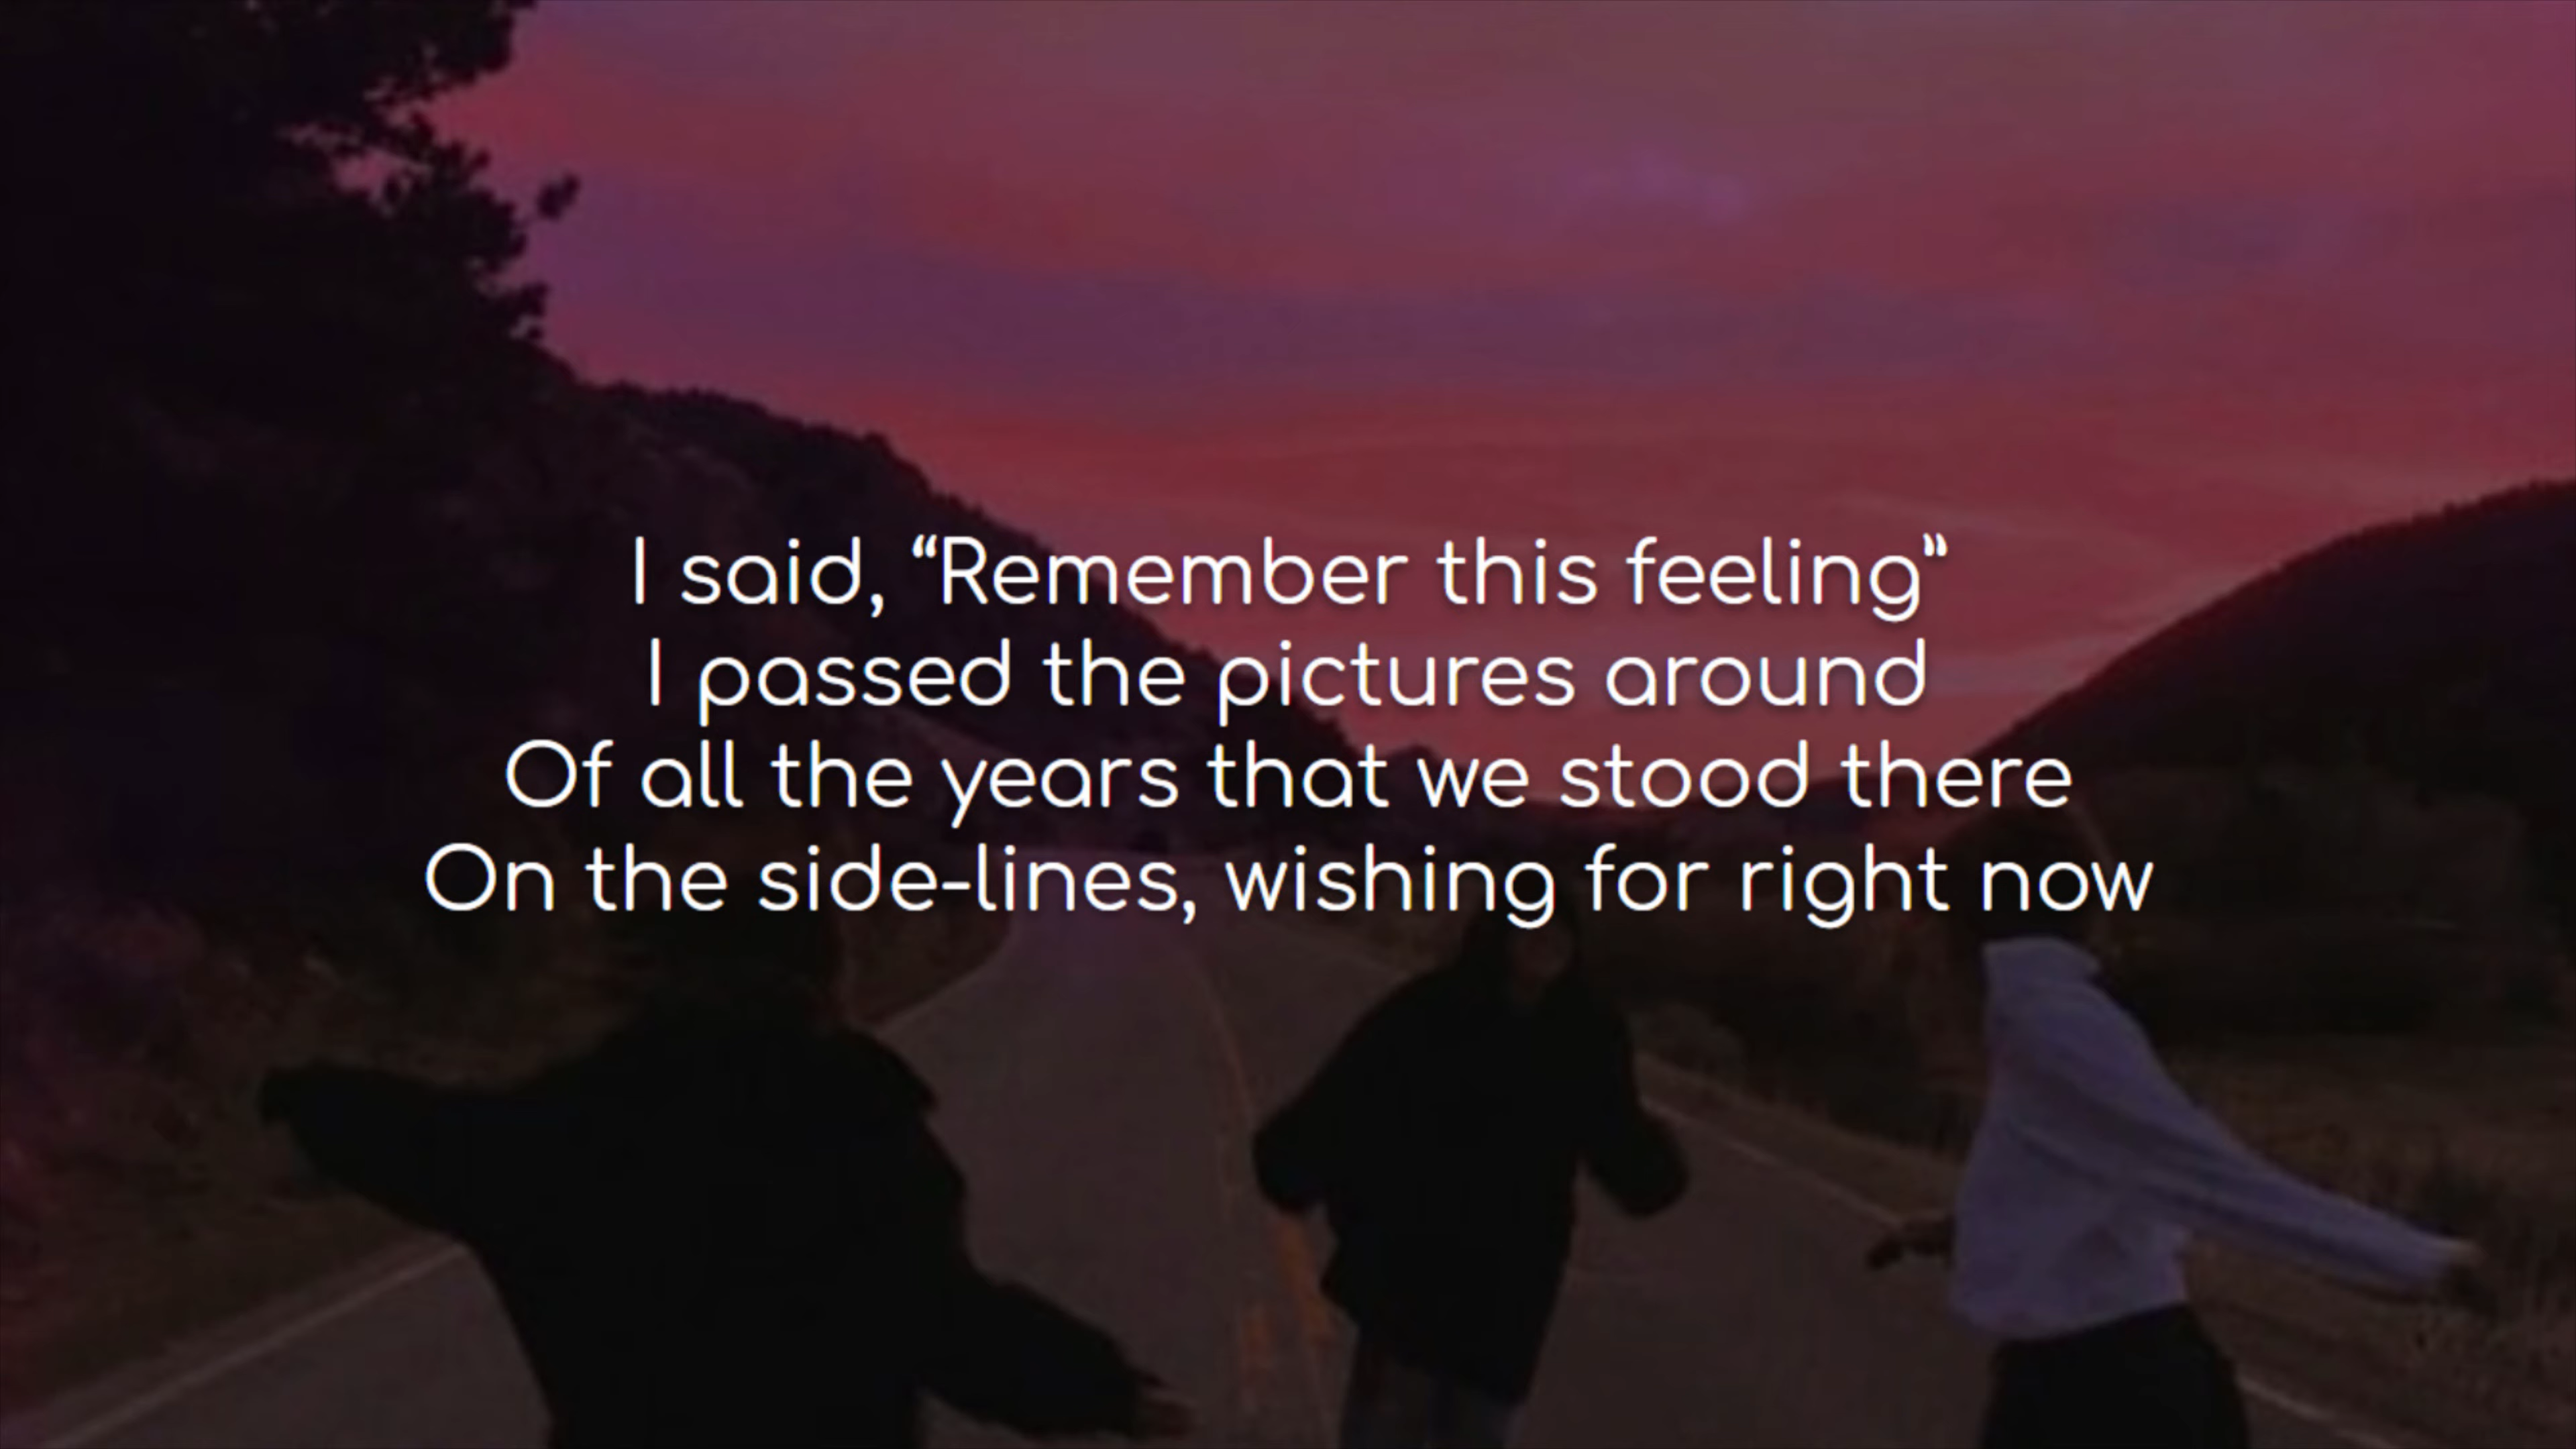 I said, “Remember this feeling”
I passed the pictures around
Of all the years that we stood there
On the side-lines, wishing for right now